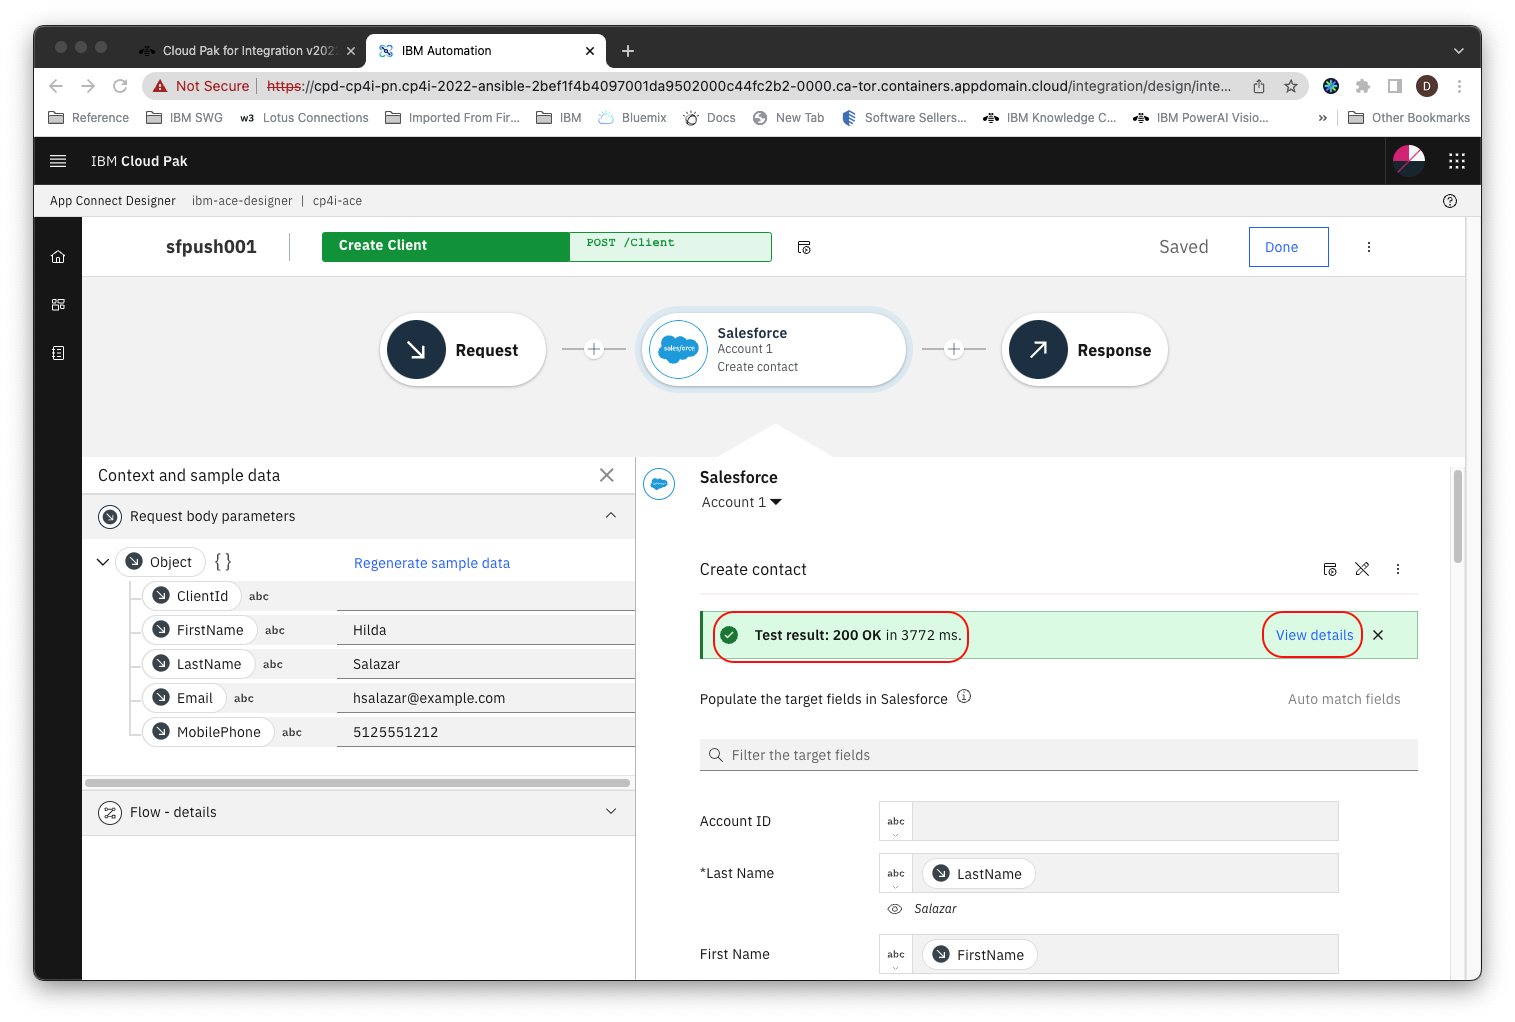 Cloud Pak for Integration v202
IBM Automation
Not Secure
https://cpd-cp4i-pn.cp4i-2022-ansible-2bef1f4b4097001da9502000c44fc2b2-0000.ca-tor.containers.appdomain.cloud/integration/design/inte...
D
Reference
IBM SWG
w3 Lotus Connections
Imported From Fir...
IBM
Bluemix
Docs
New Tab
Software Sellers...
IBM Knowledge C...
IBM PowerAI Visio...
»
Other Bookmarks
IBM Cloud Pak
App Connect Designer ibm-ace-designer | cp4i-ace
sfpush001
Create Client
POST /Client
Saved
Done
Request
salesforce
Salesforce
Account 1
Create contact
Response
Context and sample data
Request body parameters
Object { }
Regenerate sample data
ClientId abc
FirstName abc Hilda
LastName abc Salazar
Email abc hsalazar@example.com
MobilePhone abc 5125551212
Flow - details
Salesforce
Account 1
Create contact
Test result: 200 OK in 3772 ms.
View details
Populate the target fields in Salesforce
Auto match fields
Filter the target fields
Account ID abc
*Last Name abc LastName
Salazar
First Name abc FirstName